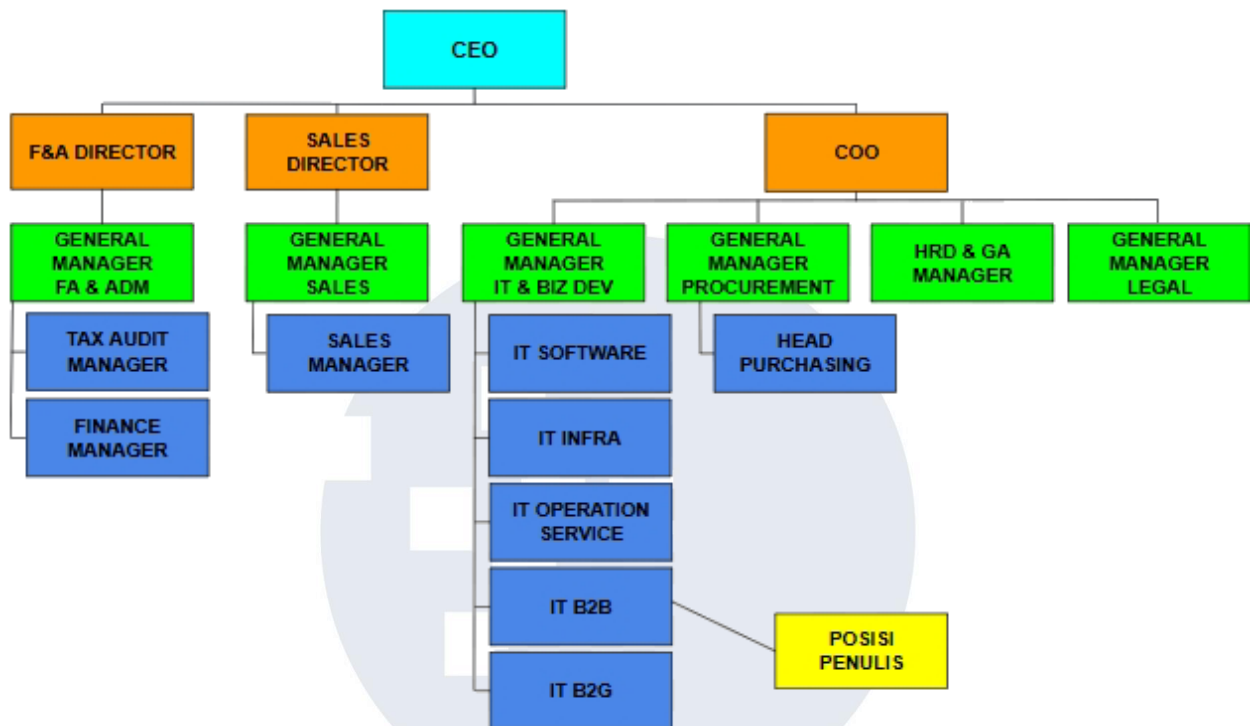 CEO
F&A DIRECTOR
SALES
DIRECTOR
COO
GENERAL
MANAGER
FA & ADM
GENERAL
MANAGER
SALES
GENERAL
MANAGER
IT & BIZ DEV
GENERAL
MANAGER
PROCUREMENT
HRD & GA
MANAGER
GENERAL
MANAGER
LEGAL
TAX AUDIT
MANAGER
SALES
MANAGER
IT SOFTWARE
HEAD
PURCHASING
FINANCE
MANAGER
IT INFRA
IT OPERATION
SERVICE
IT B2B
POSISI
PENULIS
IT B2G